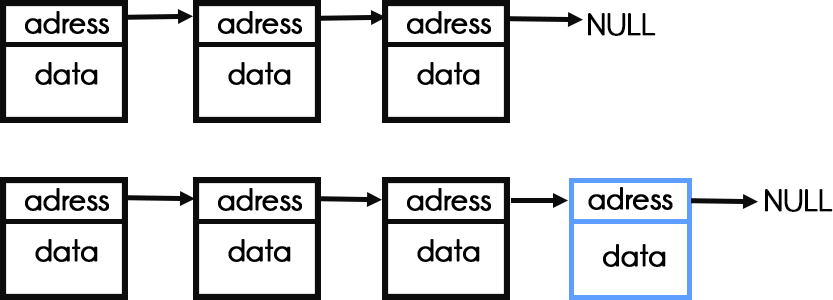 adress adress adress NULL
data data data
adress adress adress adress NULL
data data data data